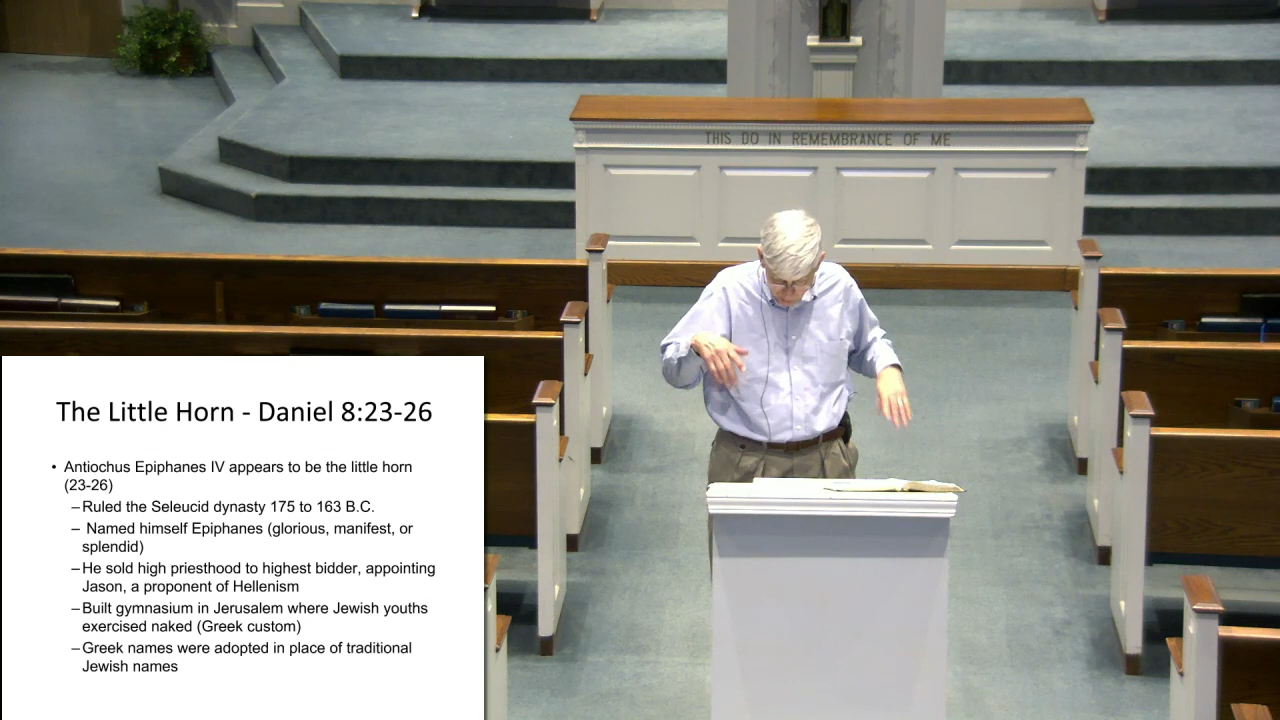 THIS DO IN REMEMBRANCE OF ME
The Little Horn - Daniel 8:23-26
• Antiochus Epiphanes IV appears to be the little horn
(23-26)
–Ruled the Seleucid dynasty 175 to 163 B.C.
– Named himself Epiphanes (glorious, manifest, or
splendid)
–He sold high priesthood to highest bidder, appointing
Jason, a proponent of Hellenism
–Built gymnasium in Jerusalem where Jewish youths
exercised naked (Greek custom)
–Greek names were adopted in place of traditional
Jewish names